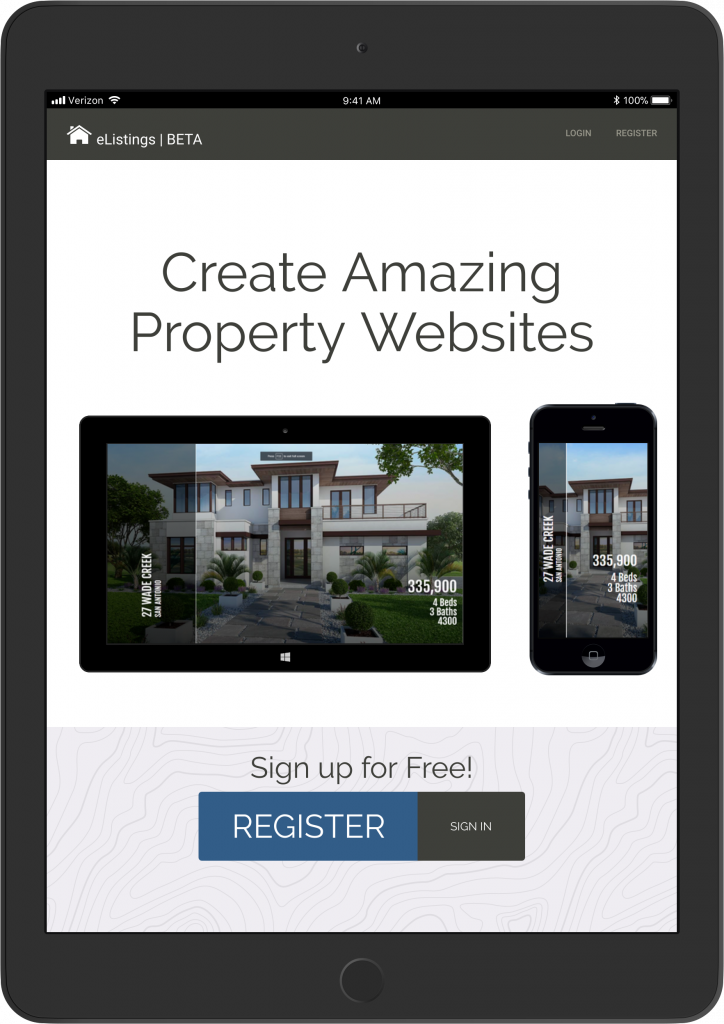 Verizon
9:41 AM
100%
eListings | BETA
LOGIN
REGISTER
Create Amazing
Property Websites
27 WADE CREEK
SAN ANTONIO
335,900
4 Beds
3 Baths
4300
27 WADE CREEK
SAN ANTONIO
335,900
4 Beds
3 Baths
4300
Sign up for Free!
REGISTER
SIGN IN